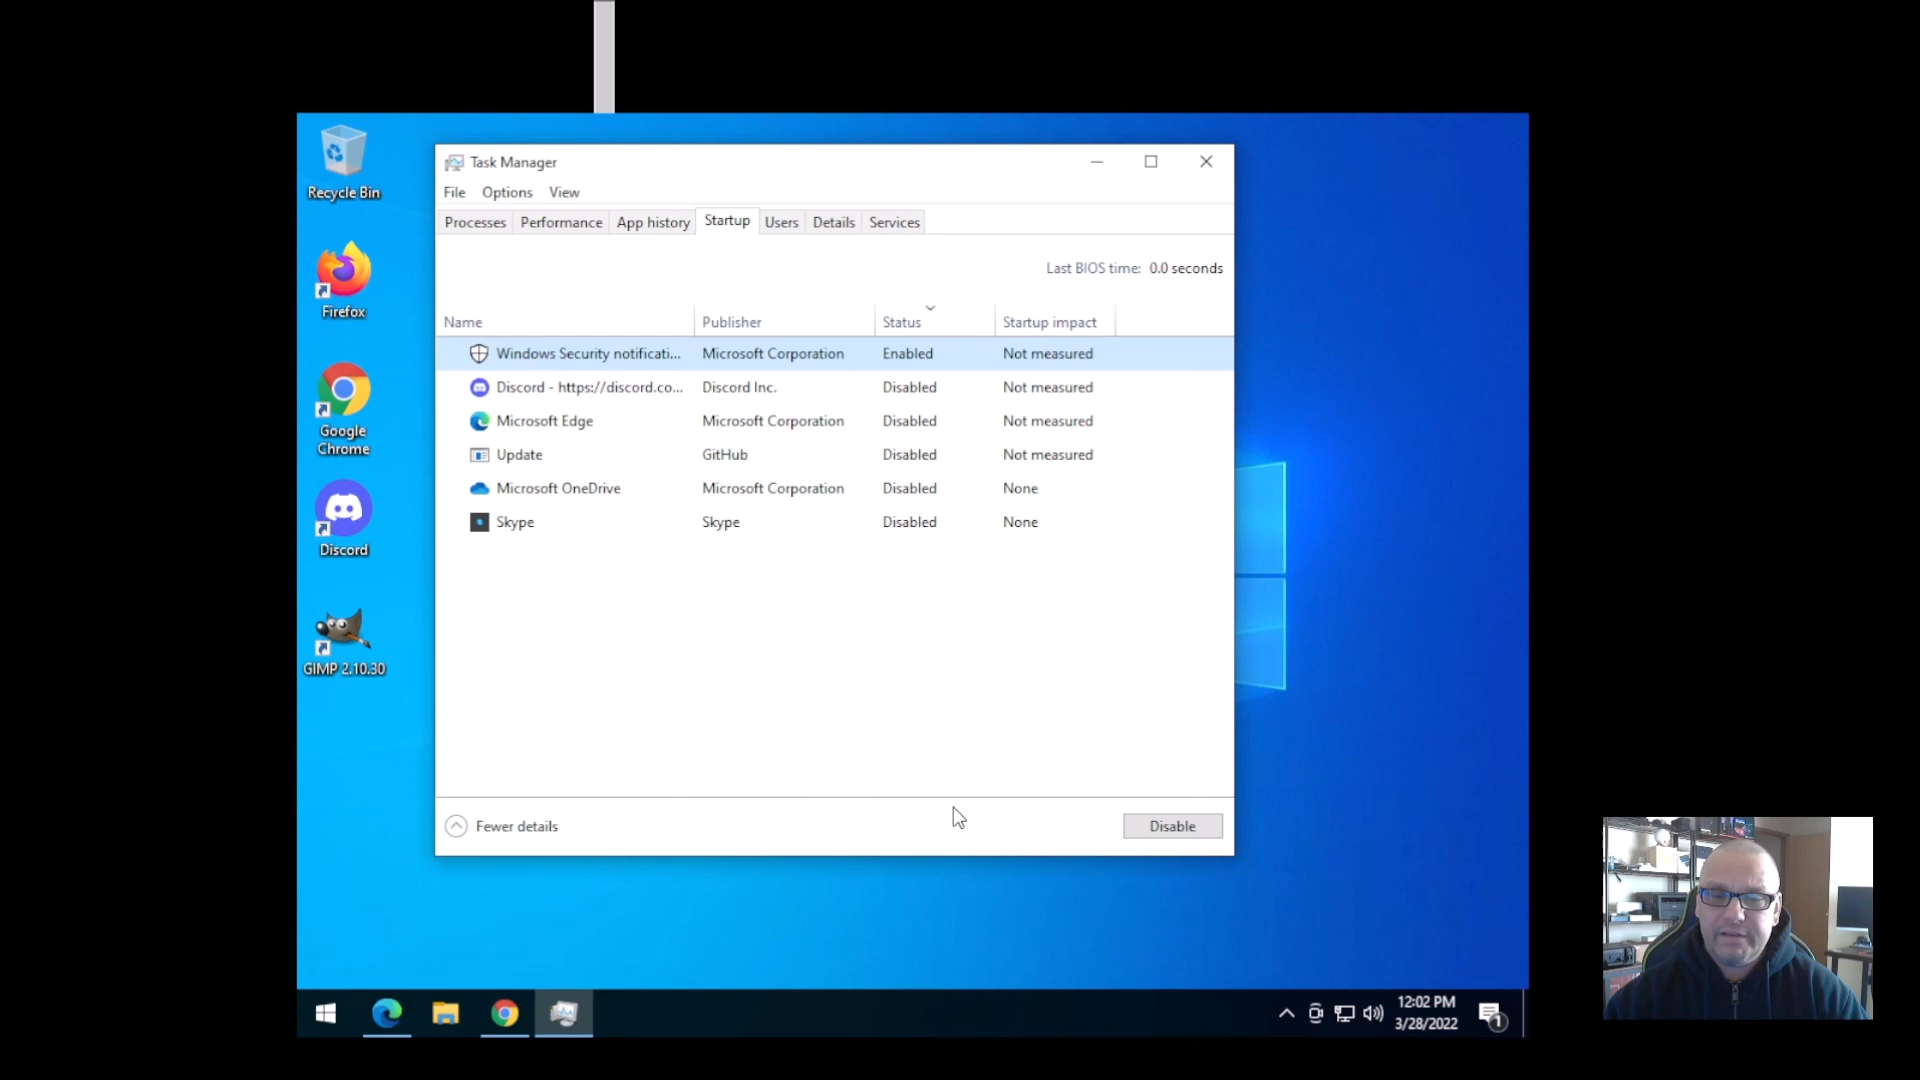 Recycle Bin
Firefox
Google
Chrome
Discord
GIMP 2.10.30
Task Manager
File Options View
Processes Performance App history Startup Users Details Services
Last BIOS time: 0.0 seconds
Name Publisher Status Startup impact
Windows Security notificati... Microsoft Corporation Enabled Not measured
Discord - https://discord.co... Discord Inc. Disabled Not measured
Microsoft Edge Microsoft Corporation Disabled Not measured
Update GitHub Disabled Not measured
Microsoft OneDrive Microsoft Corporation Disabled None
Skype Skype Disabled None
Fewer details Disable
12:02 PM
3/28/2022
1